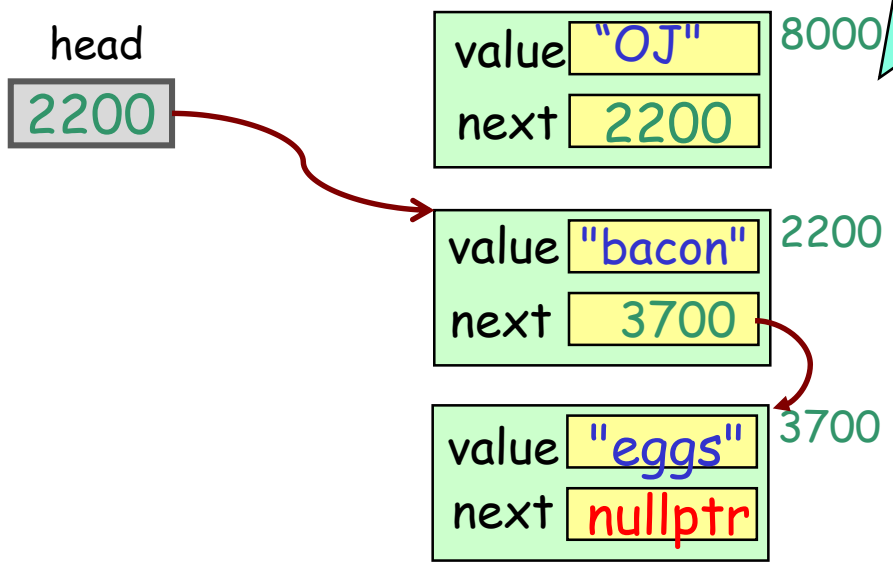 head
2200
value "OJ" 8000
next 2200
value "bacon" 2200
next 3700
value "eggs" 3700
next nullptr